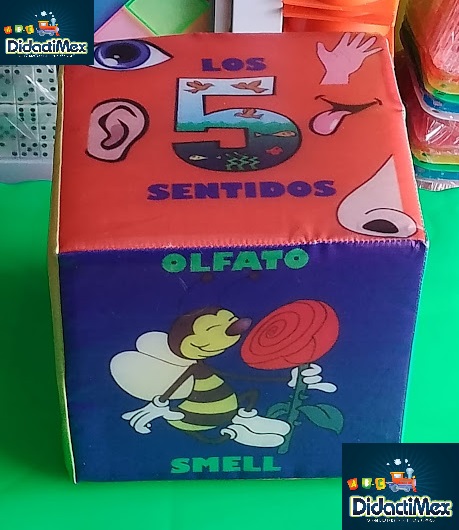 DidactiMex
LOS
5
SENTIDOS
OLFATO
SMELL
DidactiMex